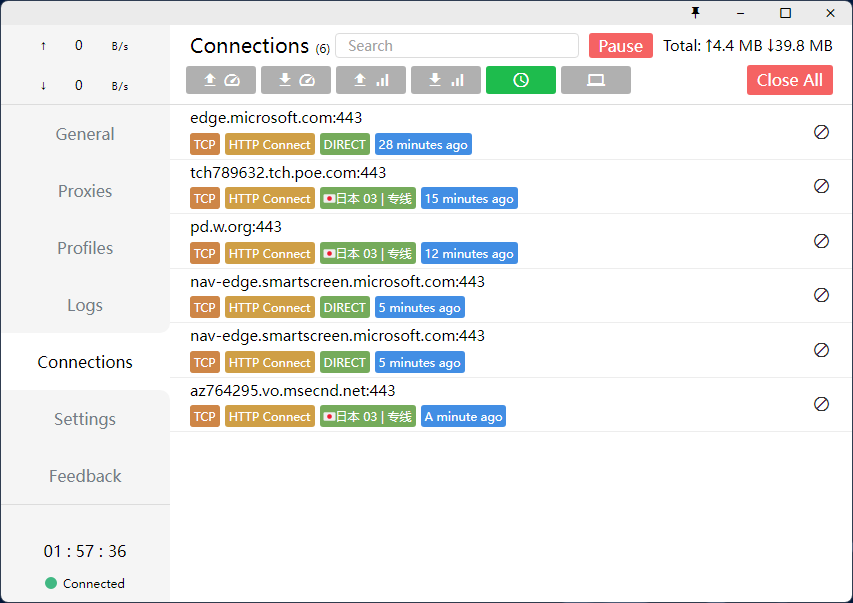 ↑ 0 B/s
↓ 0 B/s
General
Proxies
Profiles
Logs
Connections
Settings
Feedback
01 : 57 : 36
Connected
Connections (6) Search Pause Total: ↑4.4 MB ↓39.8 MB
Close All
edge.microsoft.com:443
TCP HTTP Connect DIRECT 28 minutes ago
tch789632.tch.poe.com:443
TCP HTTP Connect 🇯🇵日本 03 | 专线 15 minutes ago
pd.w.org:443
TCP HTTP Connect 🇯🇵日本 03 | 专线 12 minutes ago
nav-edge.smartscreen.microsoft.com:443
TCP HTTP Connect DIRECT 5 minutes ago
nav-edge.smartscreen.microsoft.com:443
TCP HTTP Connect DIRECT 5 minutes ago
az764295.vo.msecnd.net:443
TCP HTTP Connect 🇯🇵日本 03 | 专线 A minute ago